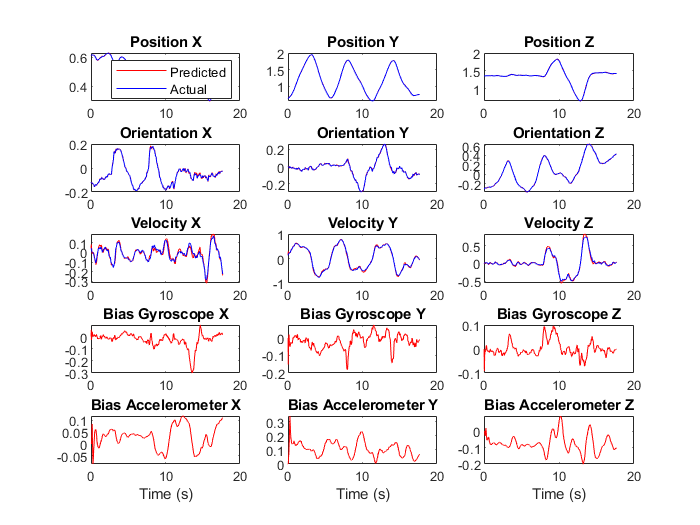 Position X
Position Y
Position Z
0.6
0.4
Predicted
Actual
0 10 20
2
1.5
1
0 10 20
2
1.5
1
0 10 20
Orientation X
Orientation Y
Orientation Z
0.2
0
-0.2
0 10 20
0.2
0
-0.2
0 10 20
0.6
0.4
0.2
0
-0.2
0 10 20
Velocity X
Velocity Y
Velocity Z
0.1
0
-0.1
-0.2
-0.3
0 10 20
1
0
-1
0 10 20
0.5
0
-0.5
0 10 20
Bias Gyroscope X
Bias Gyroscope Y
Bias Gyroscope Z
0
-0.1
-0.2
-0.3
0 10 20
0
-0.1
-0.2
0 10 20
0.1
0
-0.1
0 10 20
Bias Accelerometer X
Bias Accelerometer Y
Bias Accelerometer Z
0.1
0.05
0
-0.05
0 10 20
Time (s)
0.3
0.2
0.1
0
0 10 20
Time (s)
0
-0.1
-0.2
0 10 20
Time (s)